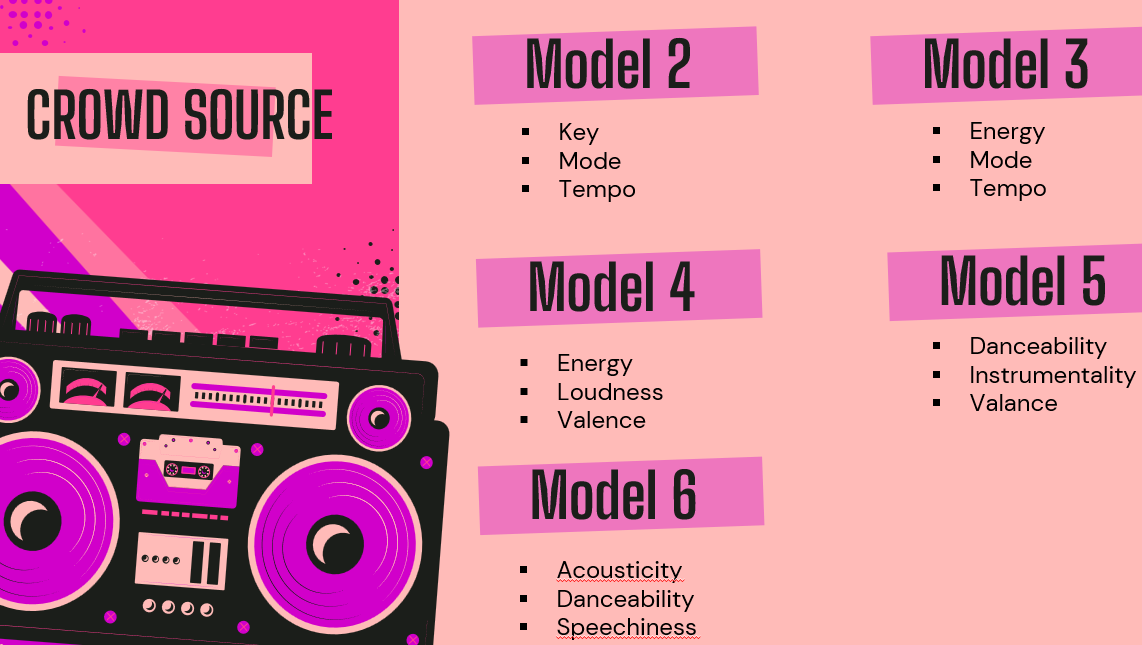 CROWD SOURCE
Model 2
Key
Mode
Tempo
Model 3
Energy
Mode
Tempo
Model 4
Energy
Loudness
Valence
Model 5
Danceability
Instrumentality
Valance
Model 6
Acousticity
Danceability
Speechiness